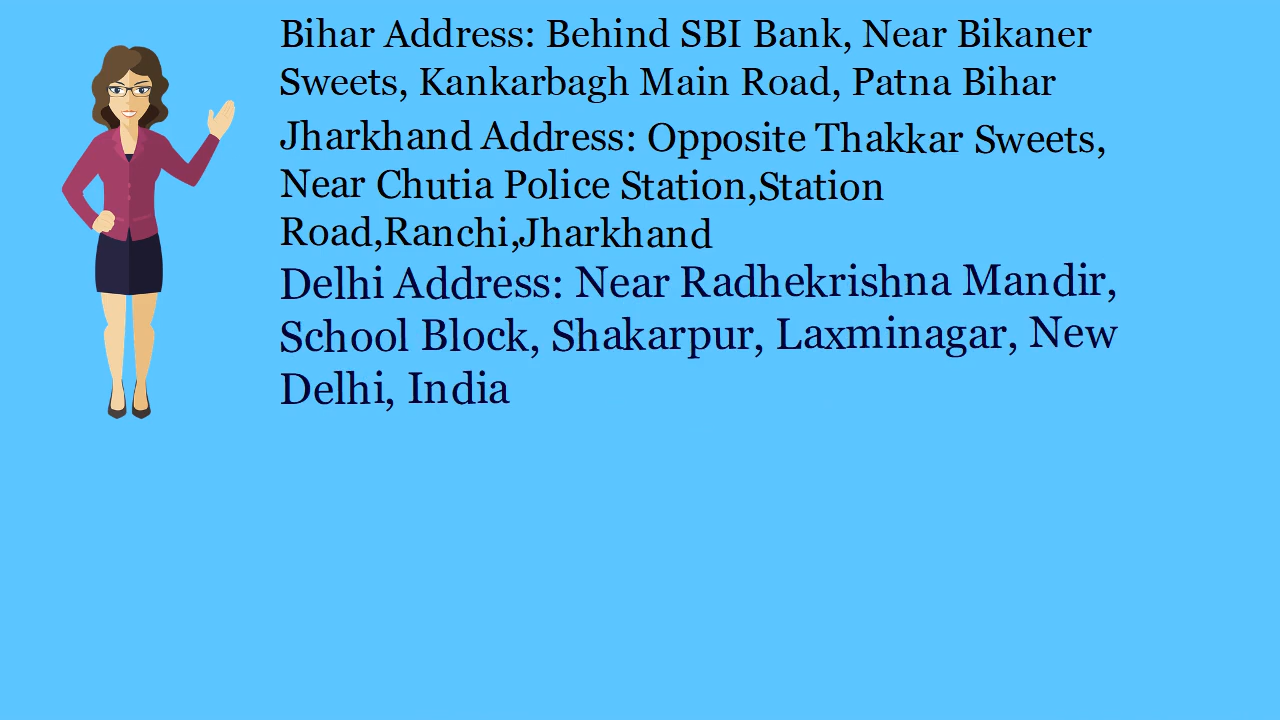 Bihar Address: Behind SBI Bank, Near Bikaner
Sweets, Kankarbagh Main Road, Patna Bihar
Jharkhand Address: Opposite Thakkar Sweets,
Near Chutia Police Station,Station
Road,Ranchi,Jharkhand
Delhi Address: Near Radhekrishna Mandir,
School Block, Shakarpur, Laxminagar, New
Delhi, India